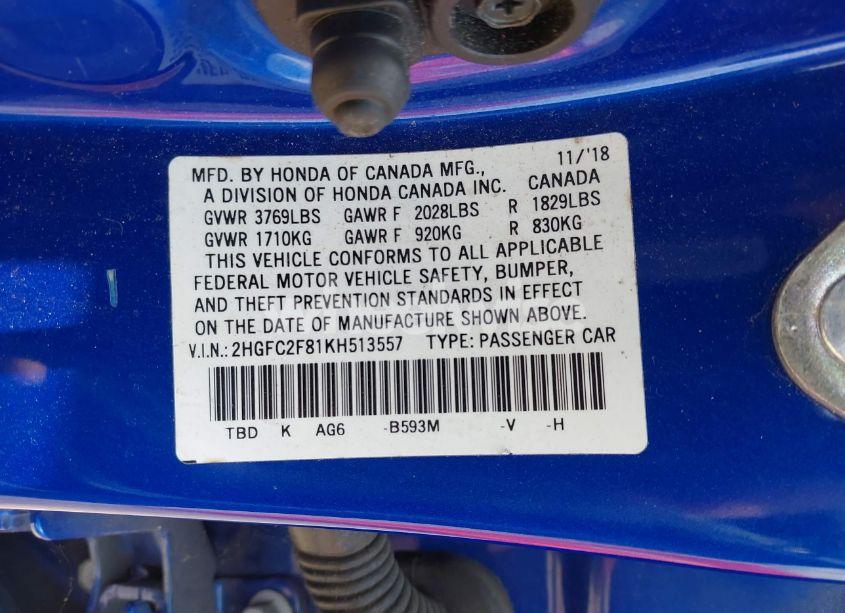 MFD. BY HONDA OF CANADA MFG., 11/'18
A DIVISION OF HONDA CANADA INC. CANADA
GVWR 3769LBS GAWR F 2028LBS R 1829LBS
GVWR 1710KG GAWR F 920KG R 830KG
THIS VEHICLE CONFORMS TO ALL APPLICABLE
FEDERAL MOTOR VEHICLE SAFETY, BUMPER,
AND THEFT PREVENTION STANDARDS IN EFFECT
ON THE DATE OF MANUFACTURE SHOWN ABOVE.
V.I.N.: 2HGFC2F81KH513557 TYPE: PASSENGER CAR
TBD K AG6 -B593M -V -H